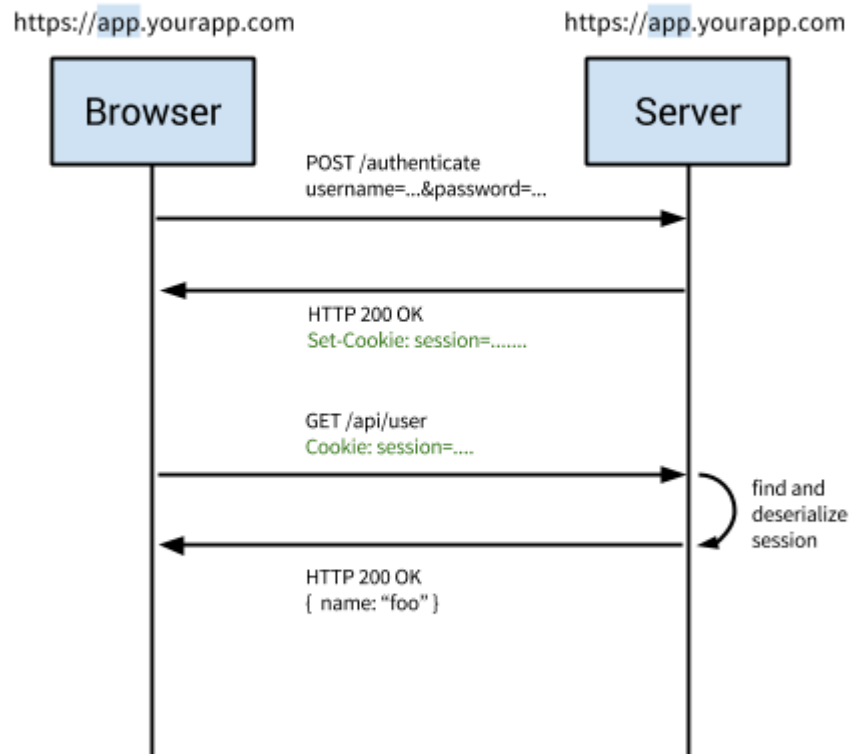 https://app.yourapp.com
https://app.yourapp.com
Browser
Server
POST /authenticate
username=...&password=...
HTTP 200 OK
Set-Cookie: session=.......
GET /api/user
Cookie: session=....
find and
deserialize
session
HTTP 200 OK
{ name: “foo” }